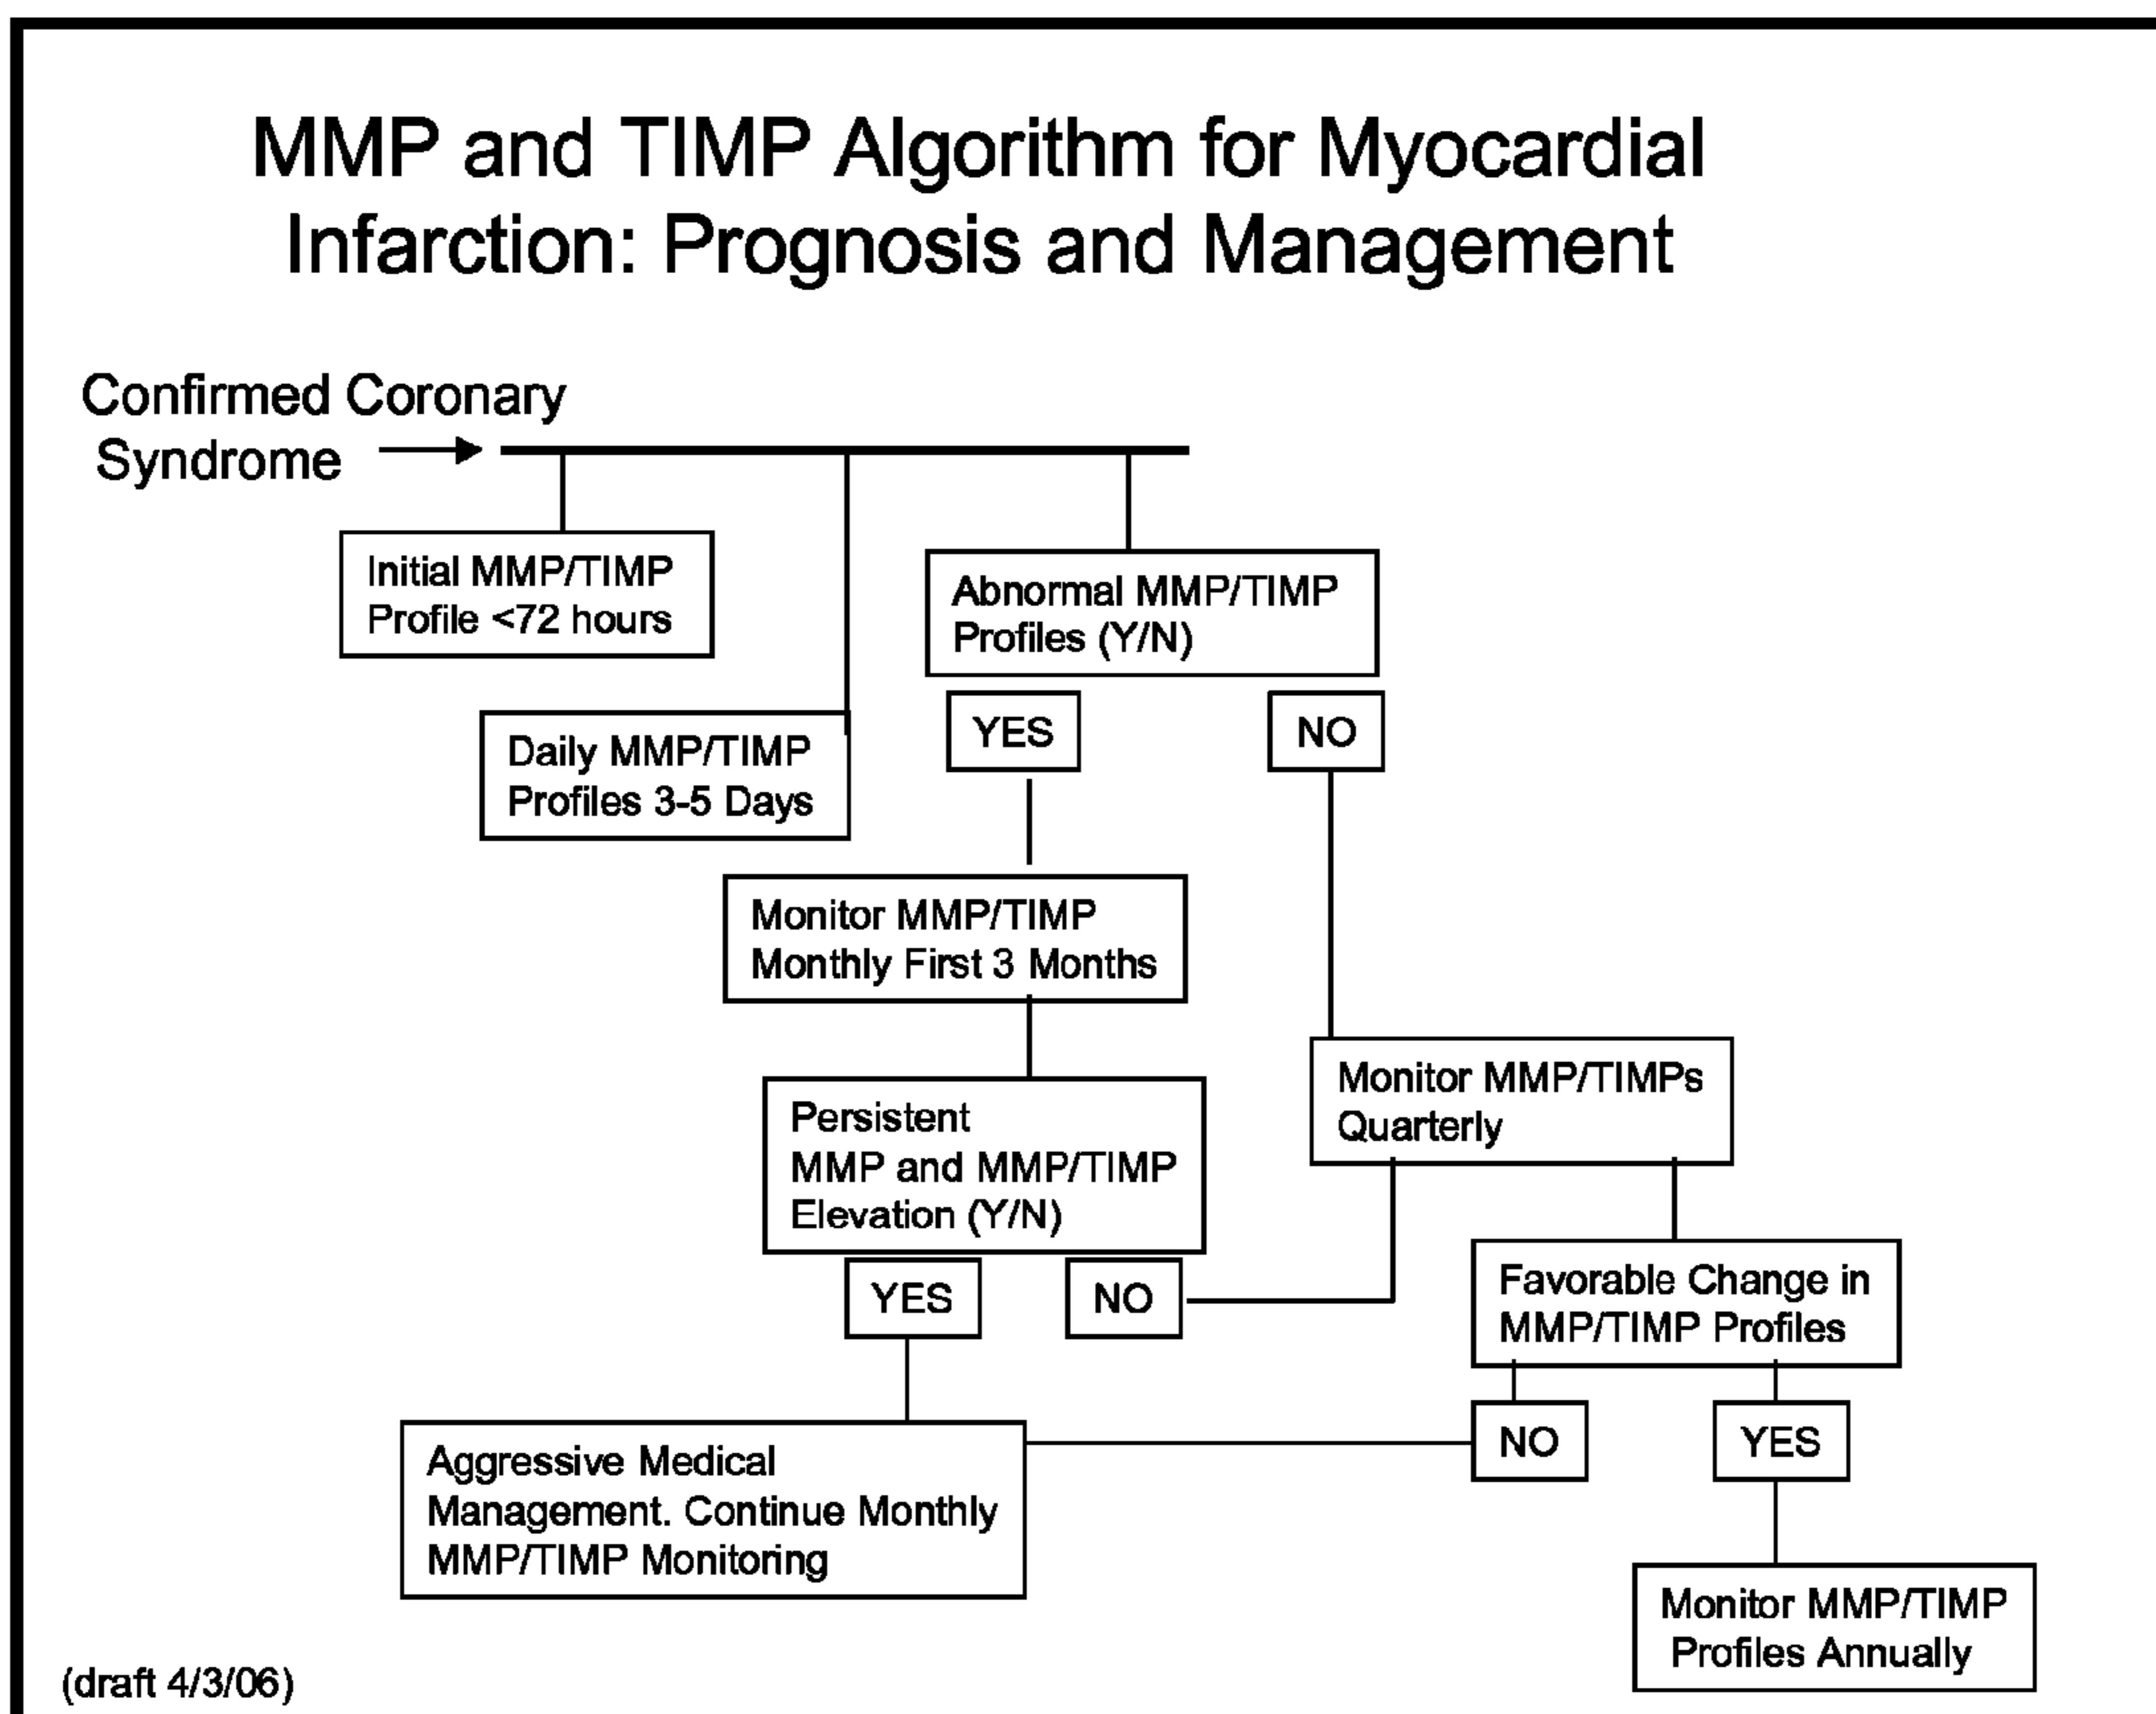 MMP and TIMP Algorithm for Myocardial
Infarction: Prognosis and Management
Confirmed Coronary
Syndrome
Initial MMP/TIMP
Profile <72 hours
Abnormal MMP/TIMP
Profiles (Y/N)
YES
NO
Daily MMP/TIMP
Profiles 3-5 Days
Monitor MMP/TIMP
Monthly First 3 Months
Monitor MMP/TIMPs
Quarterly
Persistent
MMP and MMP/TIMP
Elevation (Y/N)
YES
NO
Favorable Change in
MMP/TIMP Profiles
NO
YES
Aggressive Medical
Management. Continue Monthly
MMP/TIMP Monitoring
Monitor MMP/TIMP
Profiles Annually
(draft 4/3/06)